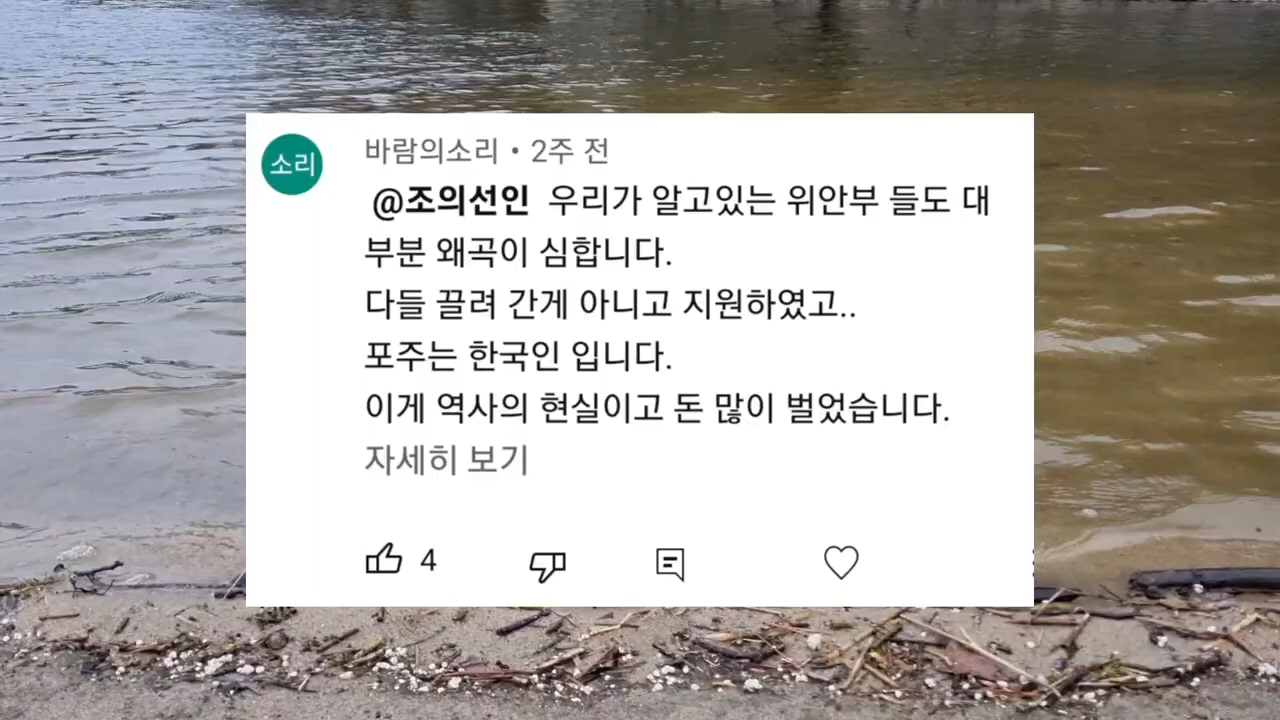 소리
바람의소리 • 2주 전
@조의선인 우리가 알고있는 위안부 들도 대
부분 왜곡이 심합니다.
다들 끌려 간게 아니고 지원하였고..
포주는 한국인 입니다.
이게 역사의 현실이고 돈 많이 벌었습니다.
자세히 보기
4